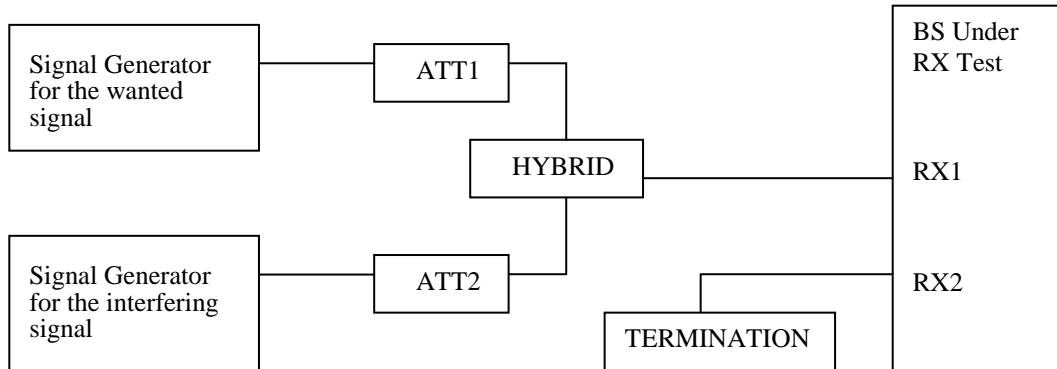 Signal Generator
for the wanted
signal
ATT1
BS Under
RX Test
HYBRID
RX1
Signal Generator
for the interfering
signal
ATT2
RX2
TERMINATION